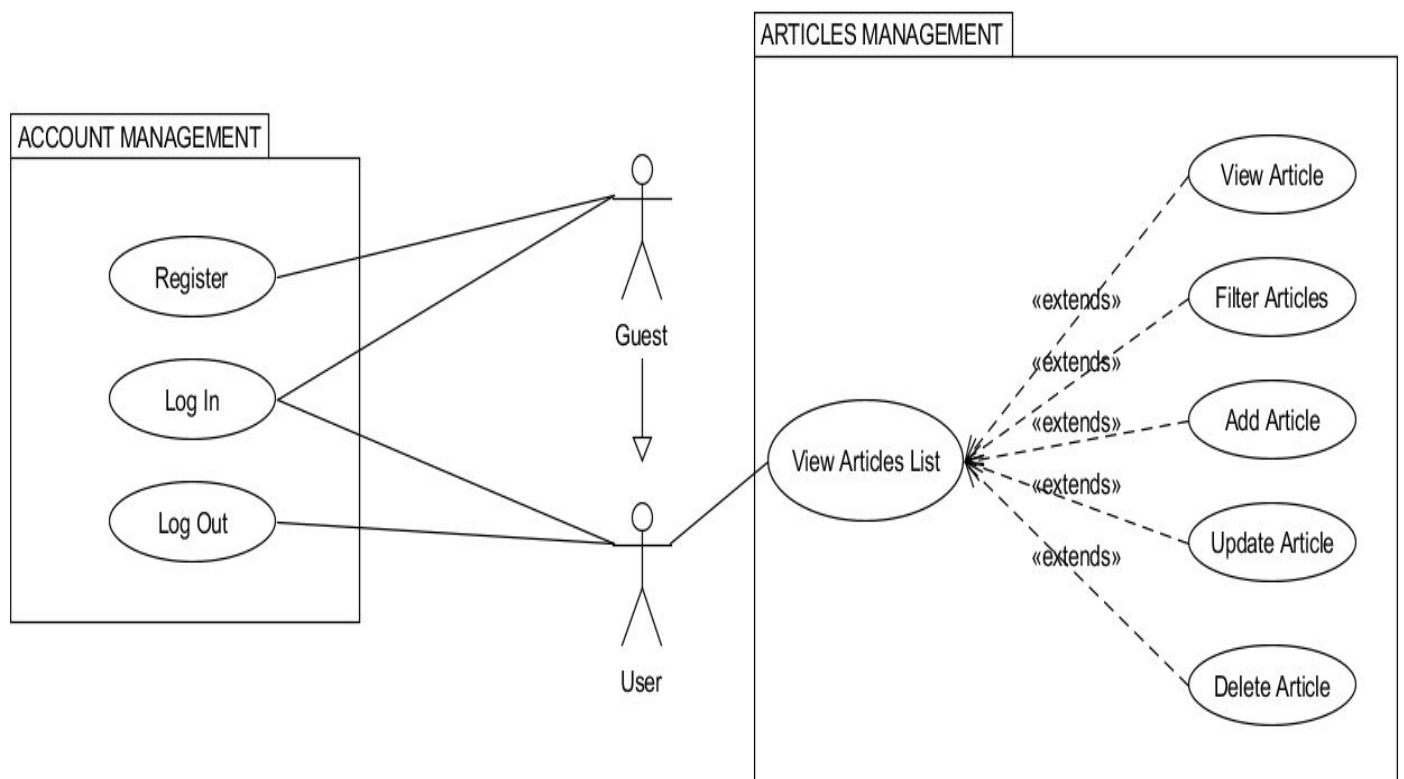 ARTICLES MANAGEMENT
ACCOUNT MANAGEMENT
Register
Log In
Log Out
Guest
User
View Articles List
«extends»
«extends»
«extends»
«extends»
«extends»
View Article
Filter Articles
Add Article
Update Article
Delete Article